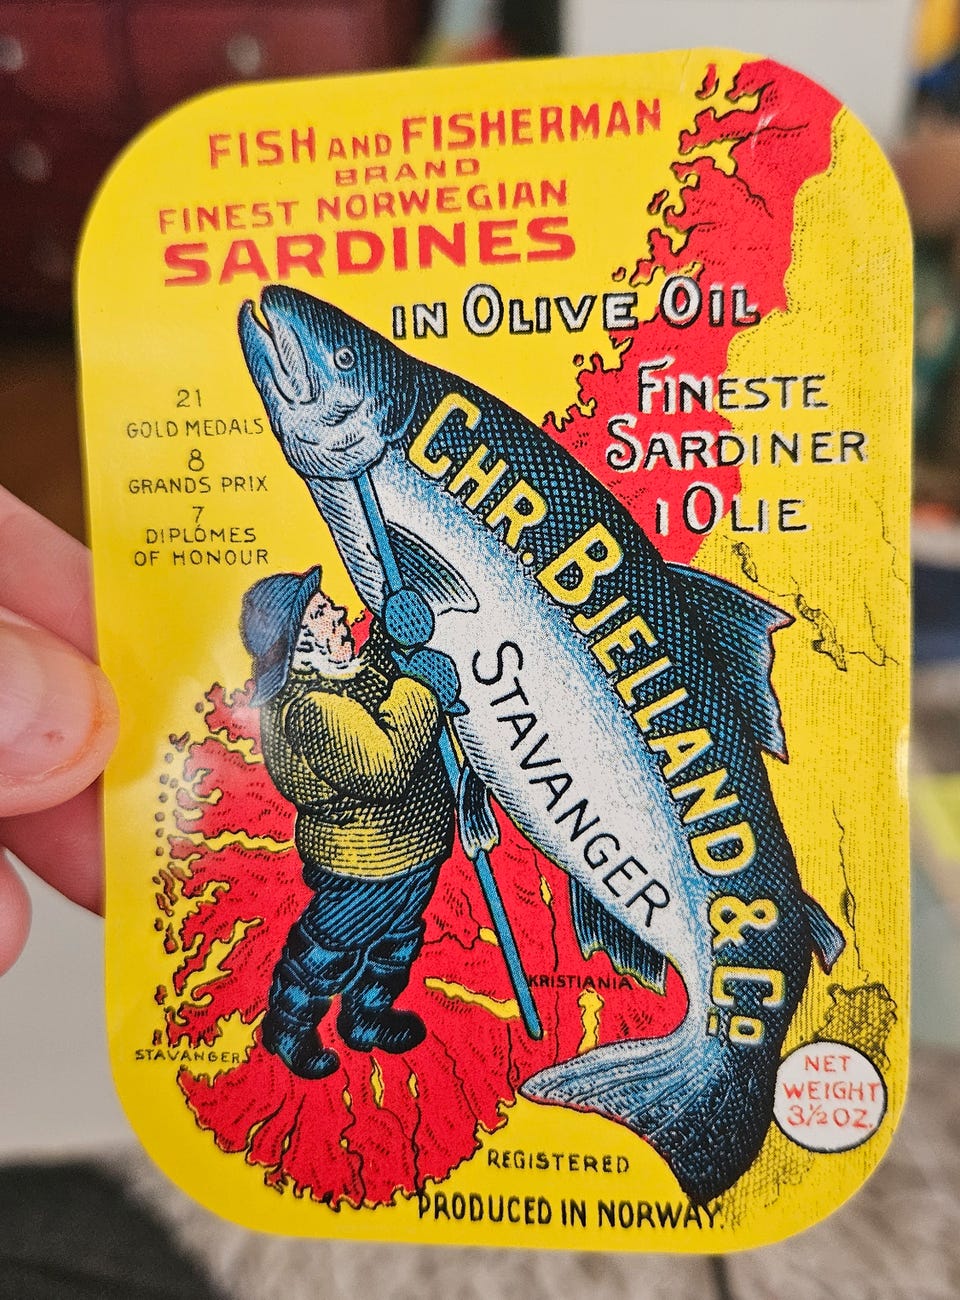 FISH AND FISHERMAN
BRAND
FINEST NORWEGIAN
SARDINES
IN OLIVE OIL
FINESTE
SARDINER
I OLIE
21
GOLD MEDALS
8
GRANDS PRIX
7
DIPLÓMES
OF HONOUR
CHR. BJELLAND & Co
STAVANGER
KRISTIANIA
STAVANGER
NET
WEIGHT
3½ OZ.
REGISTERED
PRODUCED IN NORWAY.